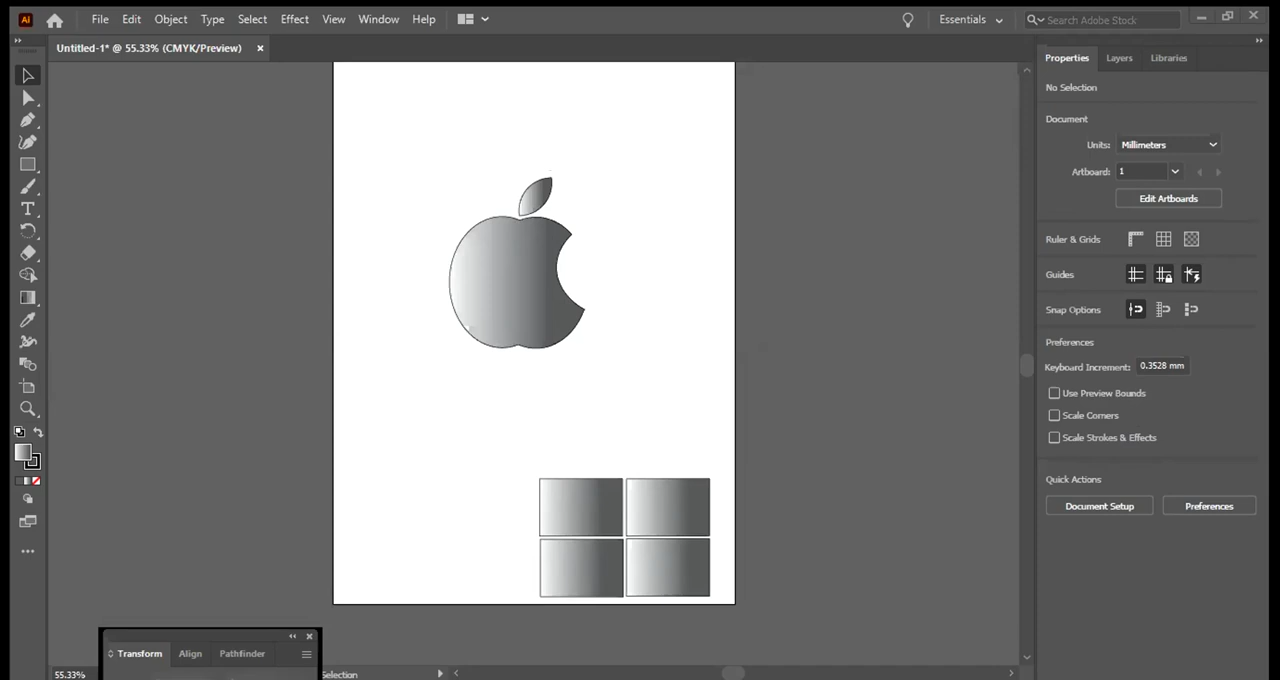 Ai File Edit Object Type Select Effect View Window Help Essentials Search Adobe Stock
Untitled-1* @ 55.33% (CMYK/Preview)
Properties Layers Libraries
No Selection
Document
Units: Millimeters
Artboard: 1
Edit Artboards
Ruler & Grids
Guides
Snap Options
Preferences
Keyboard Increment: 0.3528 mm
Use Preview Bounds
Scale Corners
Scale Strokes & Effects
Quick Actions
Document Setup Preferences
Transform Align Pathfinder
55.33% Selection